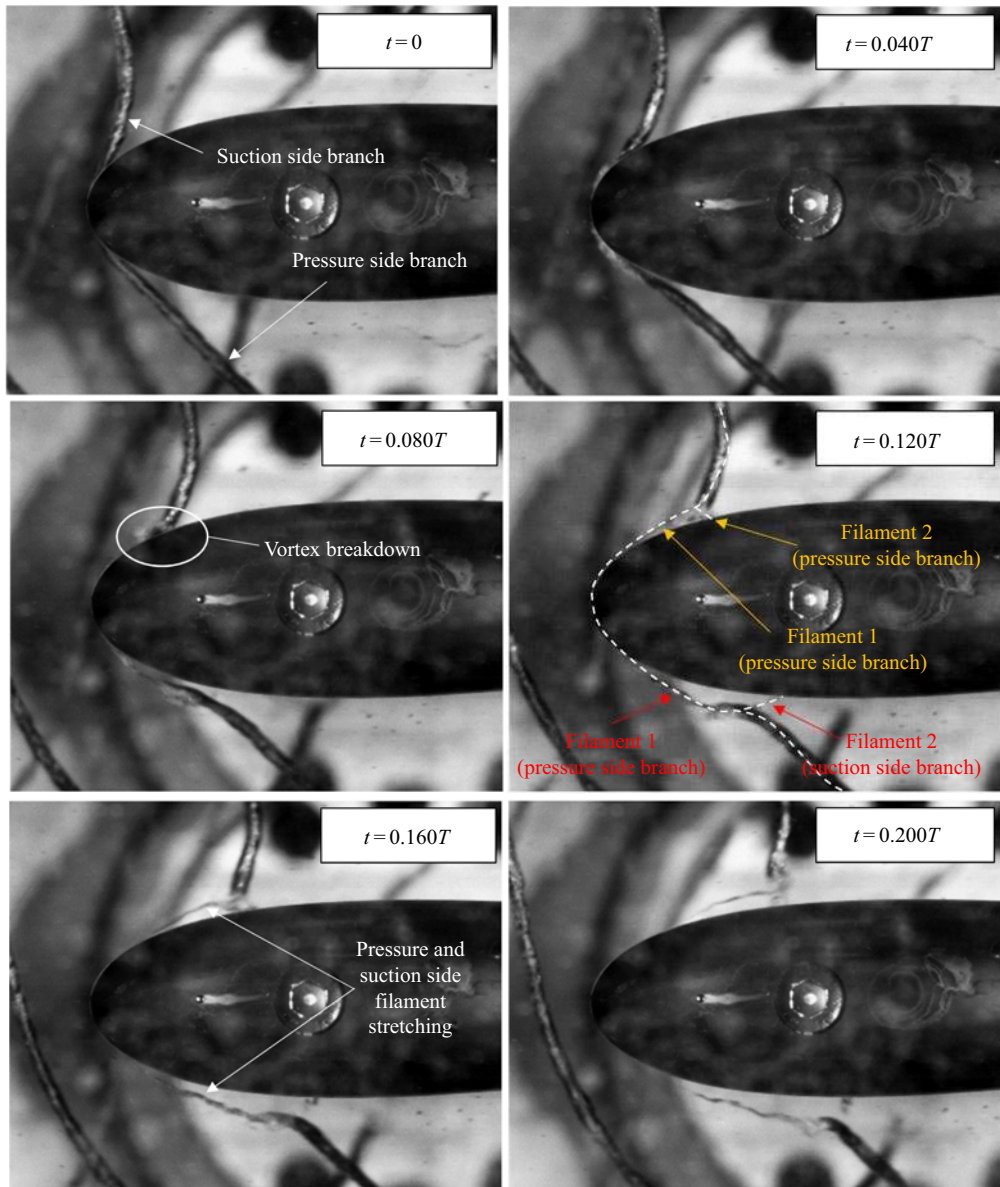 t = 0
t = 0.040T
Suction side branch
Pressure side branch
t = 0.080T
t = 0.120T
Vortex breakdown
Filament 2
(pressure side branch)
Filament 1
(pressure side branch)
Filament 1
(pressure side branch)
Filament 2
(suction side branch)
t = 0.160T
t = 0.200T
Pressure and
suction side
filament
stretching